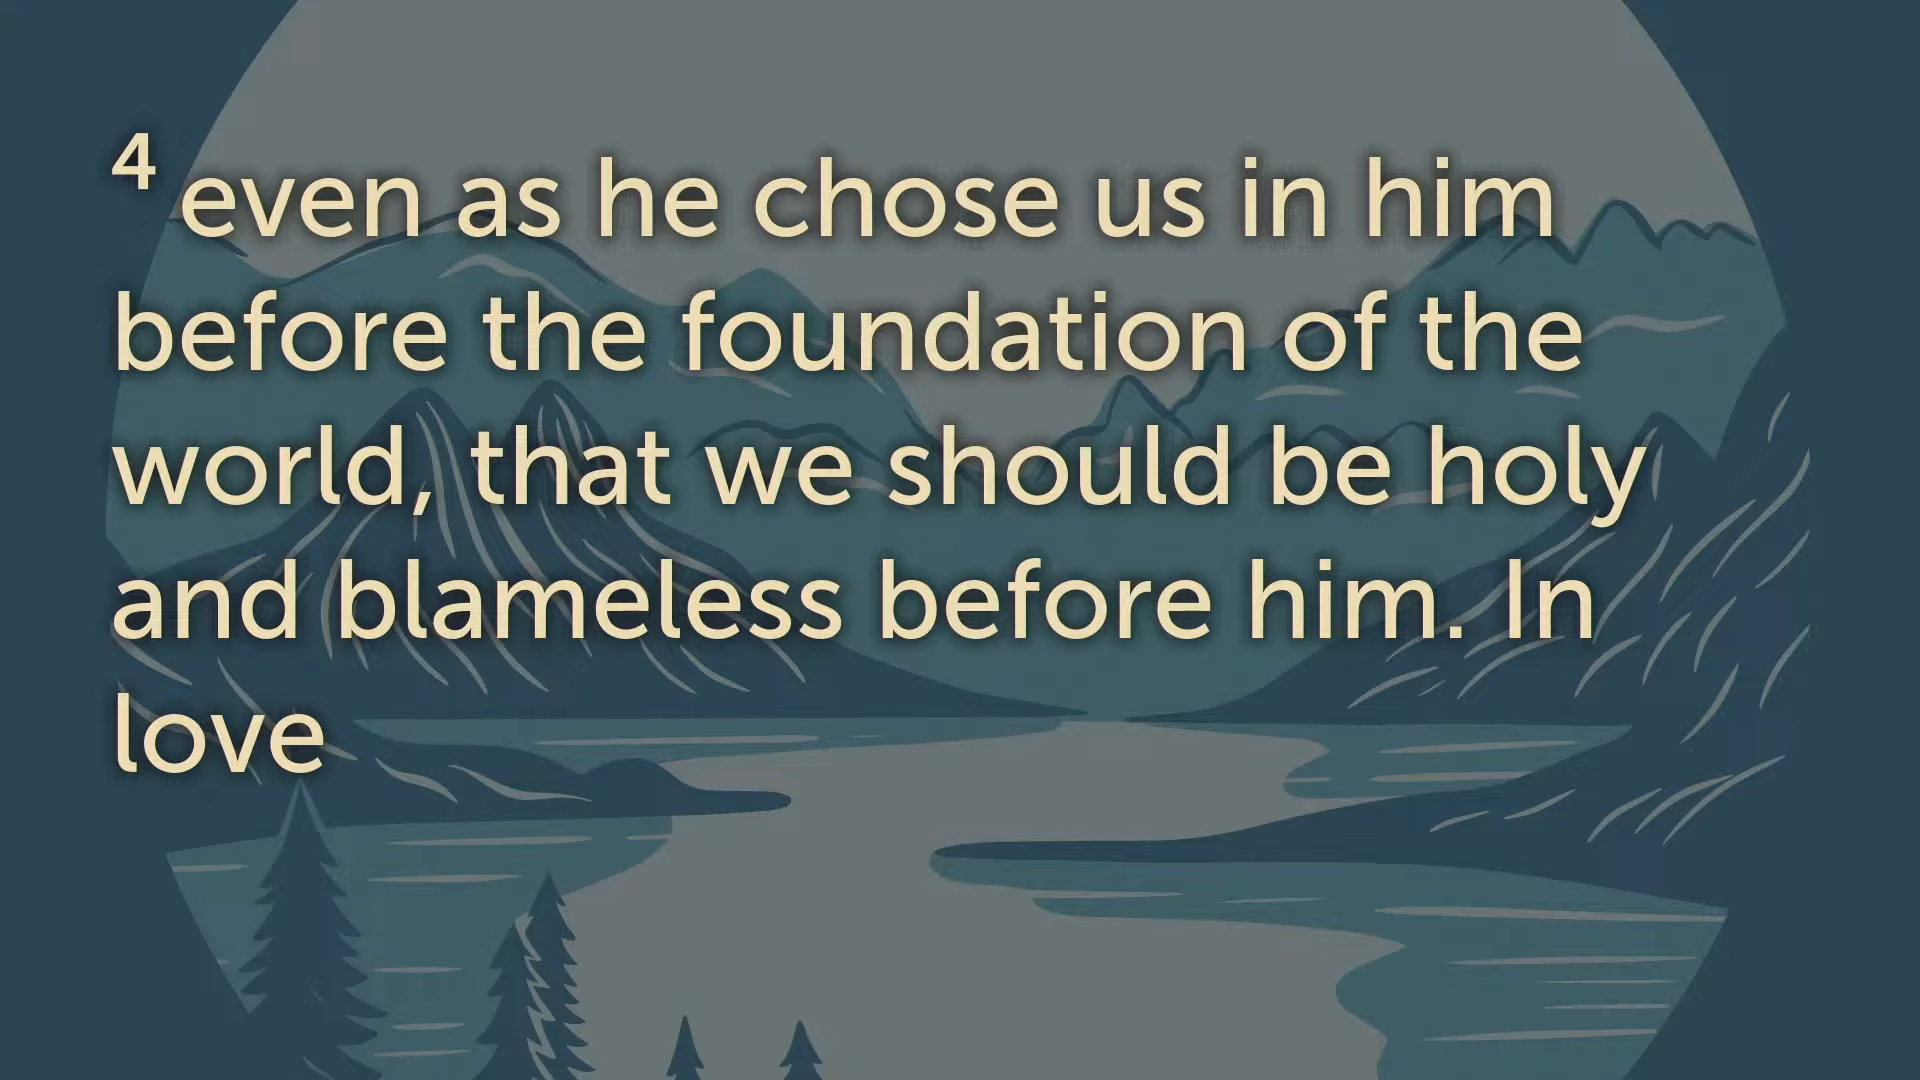 4 even as he chose us in him
before the foundation of the
world, that we should be holy
and blameless before him. In
love